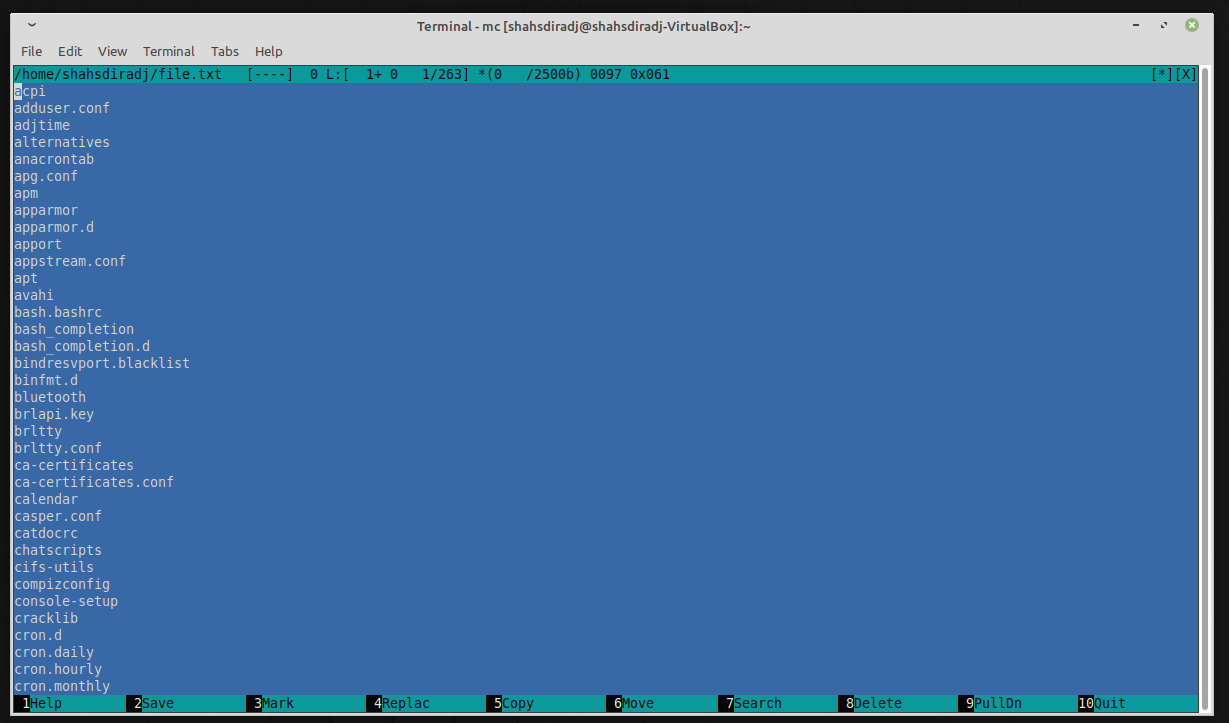 Terminal - mc [shahsdiradj@shahsdiradj-VirtualBox]:~
File Edit View Terminal Tabs Help
/home/shahsdiradj/file.txt [----] 0 L:[ 1+ 0 1/263] *(0 /2500b) 0097 0x061 [*][X]
acpi
adduser.conf
adjtime
alternatives
anacrontab
apg.conf
apm
apparmor
apparmor.d
apport
appstream.conf
apt
avahi
bash.bashrc
bash_completion
bash_completion.d
bindresvport.blacklist
binfmt.d
bluetooth
brlapi.key
brltty
brltty.conf
ca-certificates
ca-certificates.conf
calendar
casper.conf
catdocrc
chatscripts
cifs-utils
compizconfig
console-setup
cracklib
cron.d
cron.daily
cron.hourly
cron.monthly
1Help 2Save 3Mark 4Replac 5Copy 6Move 7Search 8Delete 9PullDn 10Quit